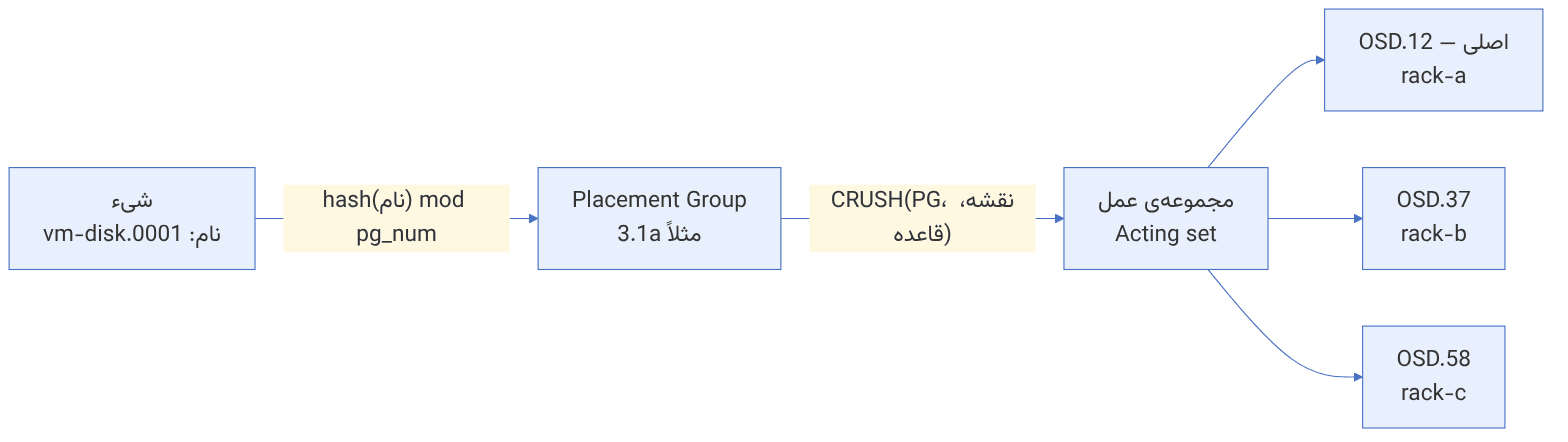 شیء
نام: vm-disk.0001
hash(نام) mod
pg_num
Placement Group
مثلاً 3.1a
CRUSH(PG، نقشه،
قاعده)
مجموعه‌ی عمل
Acting set
OSD.12 — اصلی
rack-a
OSD.37
rack-b
OSD.58
rack-c